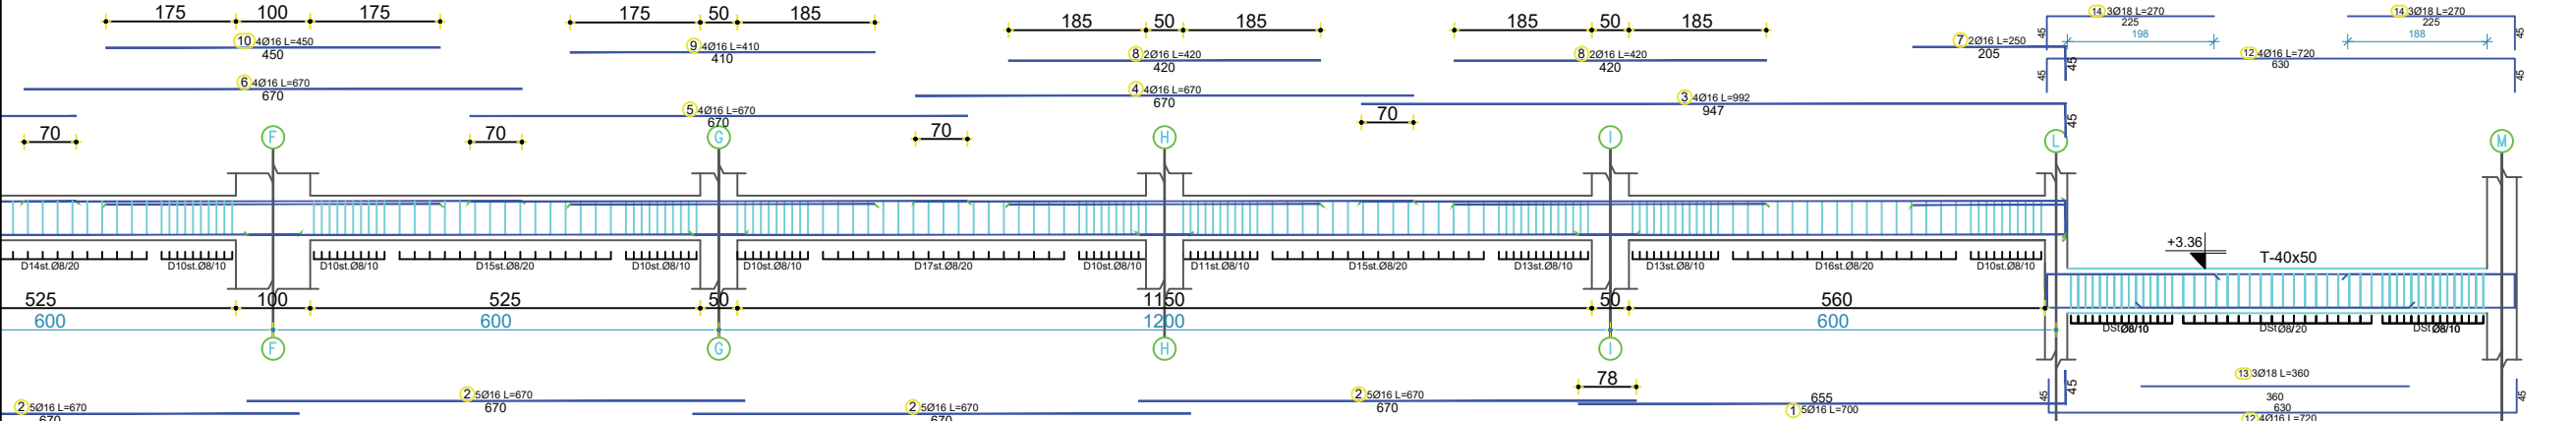 175 100 175
10 4Ø16 L=450
450
175 50 185
9 4Ø16 L=410
410
185 50 185
8 2Ø16 L=420
420
185 50 185
8 2Ø16 L=420
420
7 2Ø16 L=250
205
45
14 3Ø18 L=270
225
198
45
14 3Ø18 L=270
225
188
45
12 4Ø16 L=720
630
45
45
6 4Ø16 L=670
670
5 4Ø16 L=670
670
4 4Ø16 L=670
670
3 4Ø16 L=992
947
45
70
70
70
70
F
G
H
I
L
M
D14st.Ø8/20
D10st.Ø8/10
D10st.Ø8/10
D15st.Ø8/20
D10st.Ø8/10
D10st.Ø8/10
D17st.Ø8/20
D10st.Ø8/10
D11st.Ø8/10
D15st.Ø8/20
D13st.Ø8/10
D13st.Ø8/10
D16st.Ø8/20
D10st.Ø8/10
+3.36
T-40x50
DStØ8/10
DStØ8/20
DStØ8/10
525 100 525 50 1150 50 560
600 600 1200 600
F
G
H
I
2 5Ø16 L=670
670
2 5Ø16 L=670
670
2 5Ø16 L=670
670
2 5Ø16 L=670
670
78
655
1 5Ø16 L=700
45
45
13 3Ø18 L=360
360
630
12 4Ø16 L=720
45